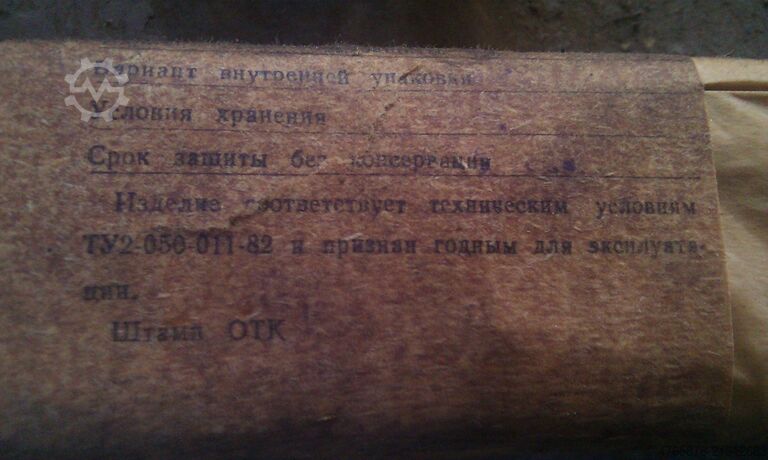 Вариант внутренней упаковки
Условия хранения
Срок защиты без консервации
Изделие соответствует техническим условиям
ТУ2-050-011-82 и признан годным для эксплуата-
ции.
Штамп ОТК